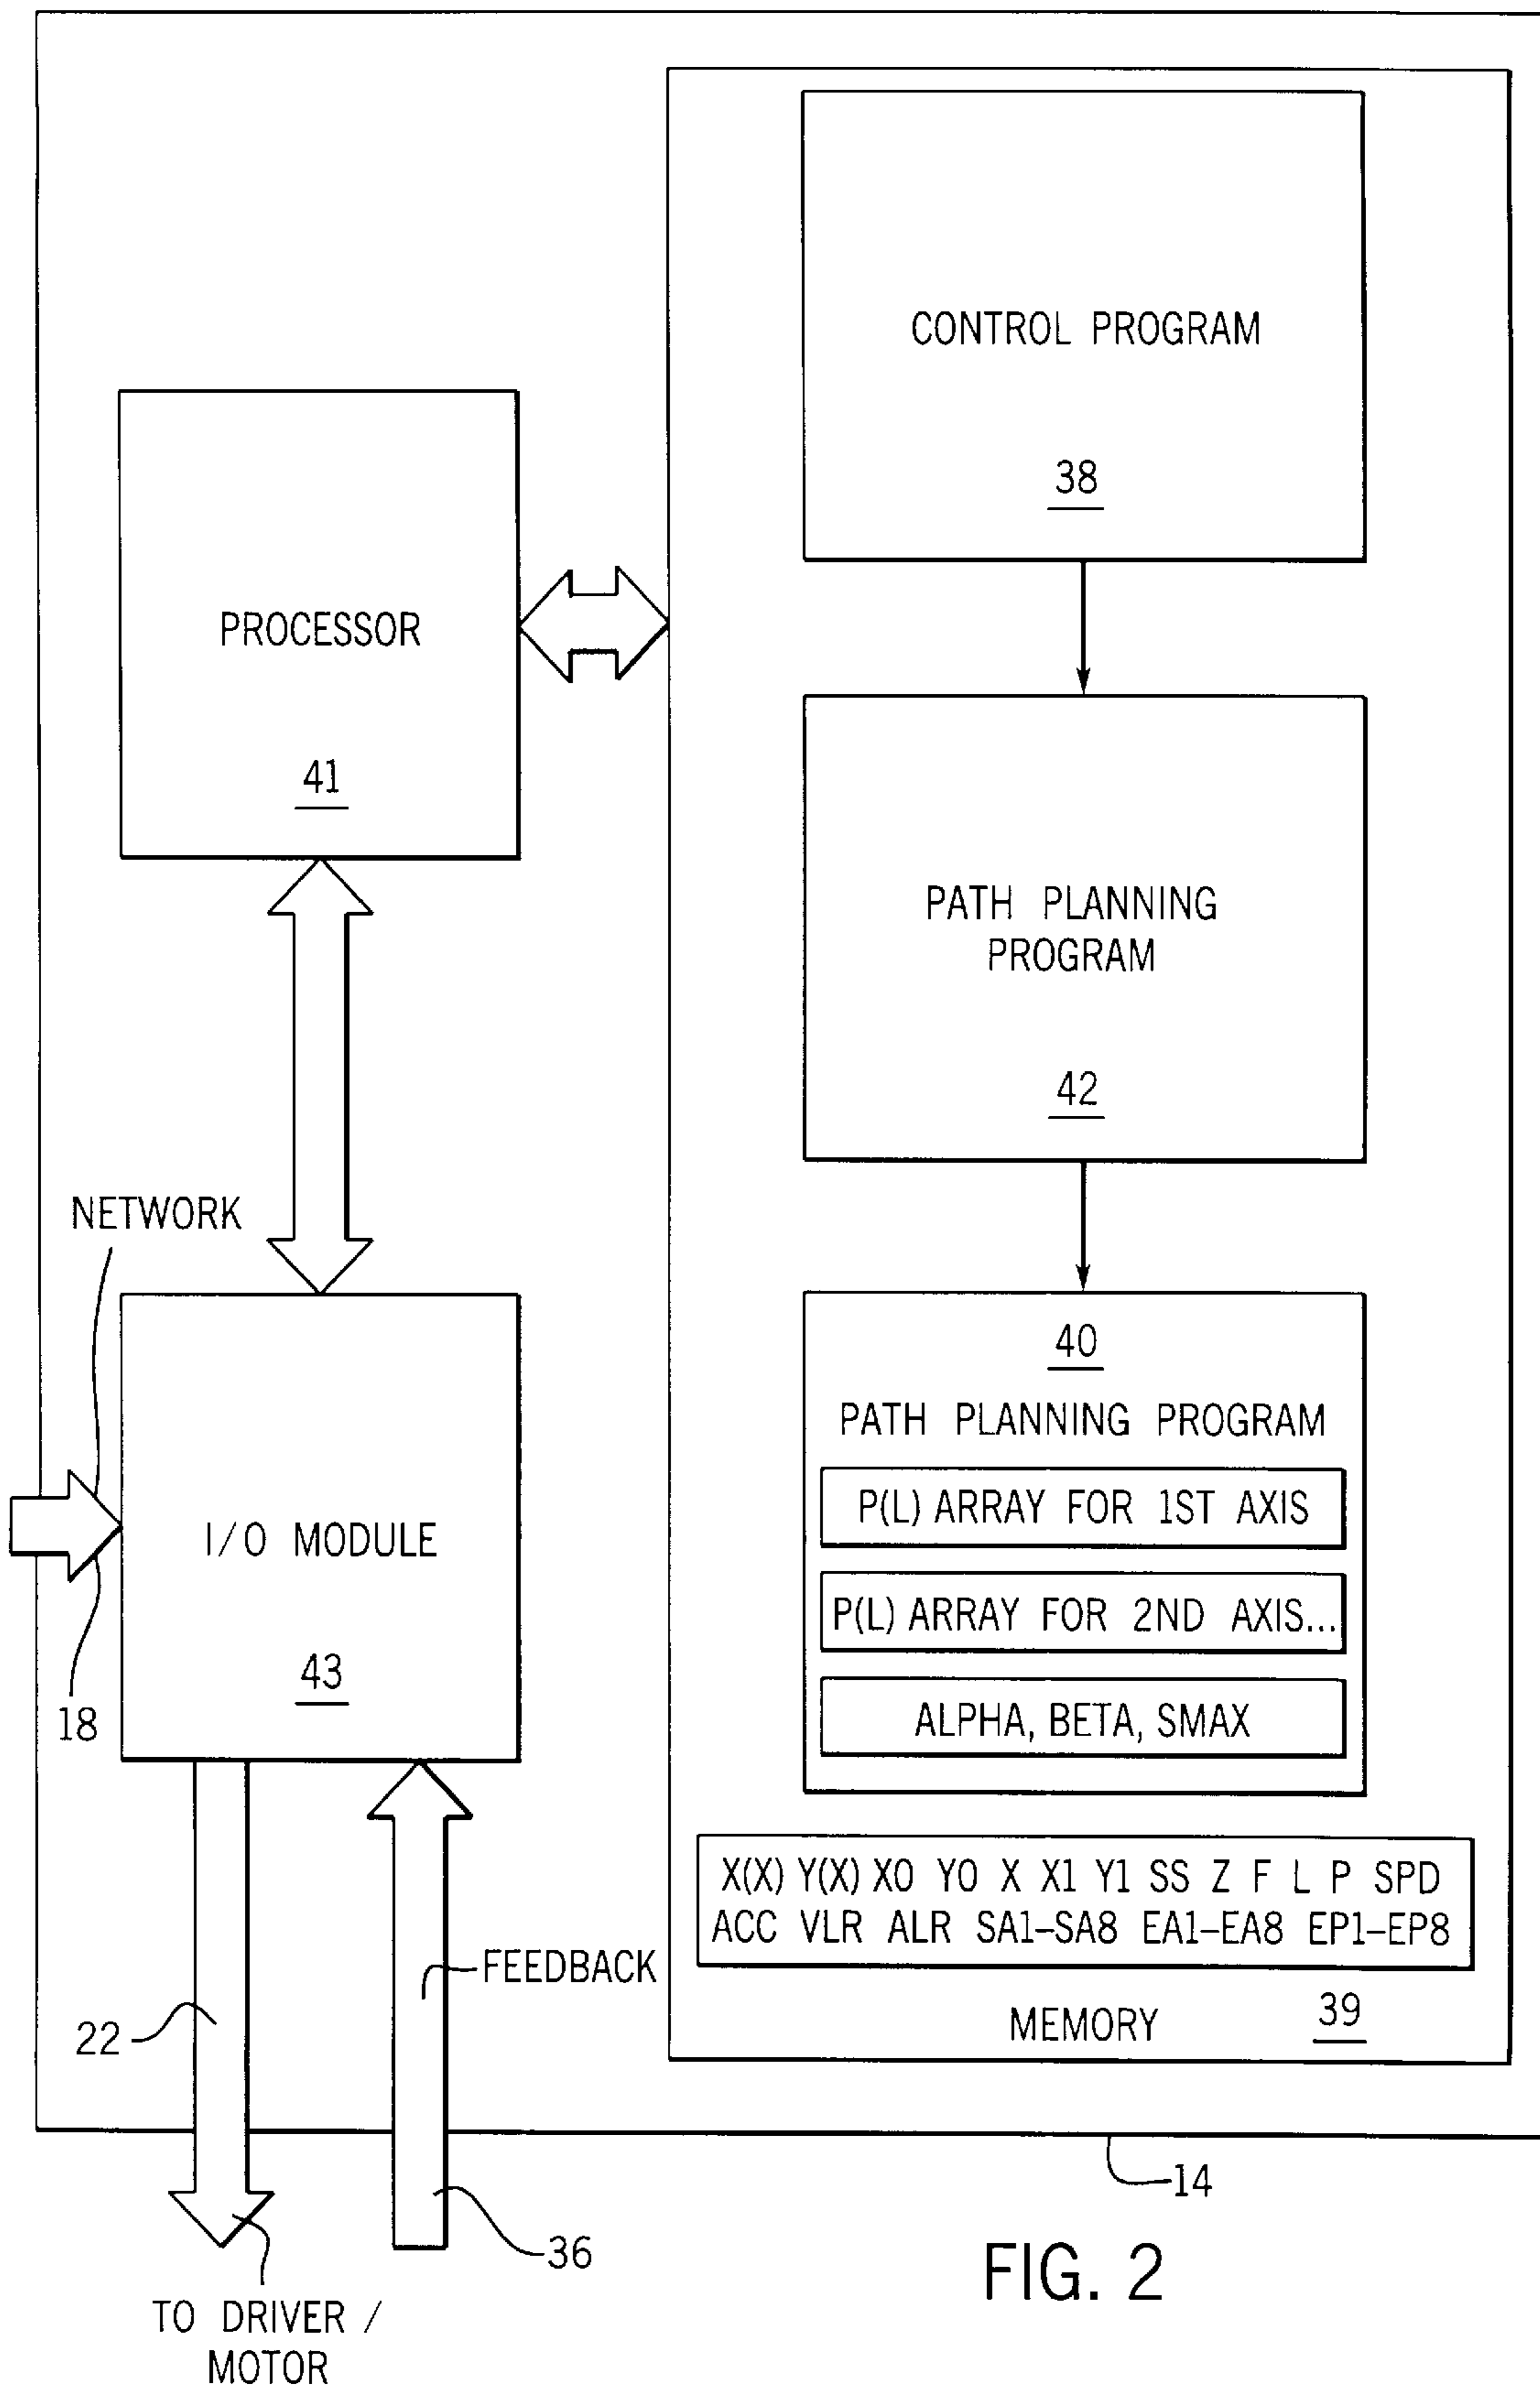 CONTROL PROGRAM
38
PROCESSOR
41
PATH PLANNING
PROGRAM
42
NETWORK
18
I/O MODULE
43
40
PATH PLANNING PROGRAM
P(L) ARRAY FOR 1ST AXIS
P(L) ARRAY FOR 2ND AXIS...
ALPHA, BETA, SMAX
X(X) Y(X) X0 Y0 X X1 Y1 SS Z F L P SPD
ACC VLR ALR SA1-SA8 EA1-EA8 EP1-EP8
MEMORY 39
FEEDBACK
22
36
14
TO DRIVER /
MOTOR
FIG. 2